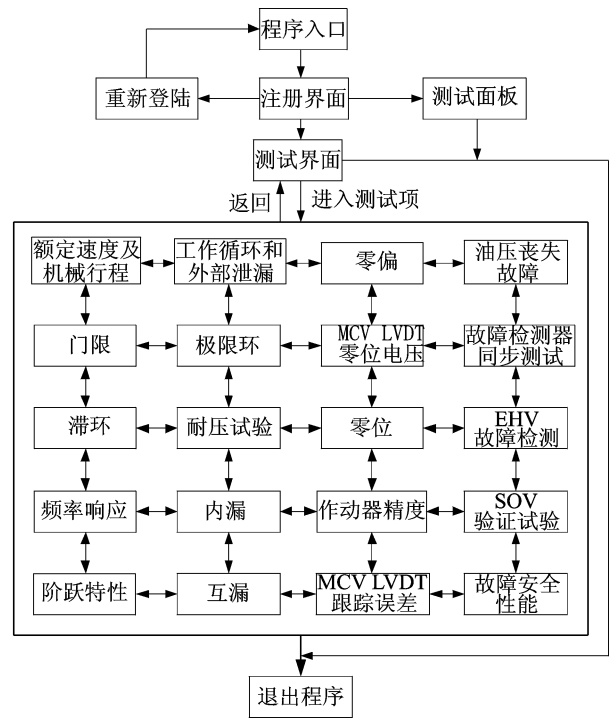 程序入口
重新登陆
注册界面
测试面板
测试界面
返回
进入测试项
额定速度及
机械行程
工作循环和
外部泄漏
零偏
油压丧失
故障
门限
极限环
MCV LVDT
零位电压
故障检测器
同步测试
滞环
耐压试验
零位
EHV
故障检测
频率响应
内漏
作动器精度
SOV
验证试验
阶跃特性
互漏
MCV LVDT
跟踪误差
故障安全
性能
退出程序